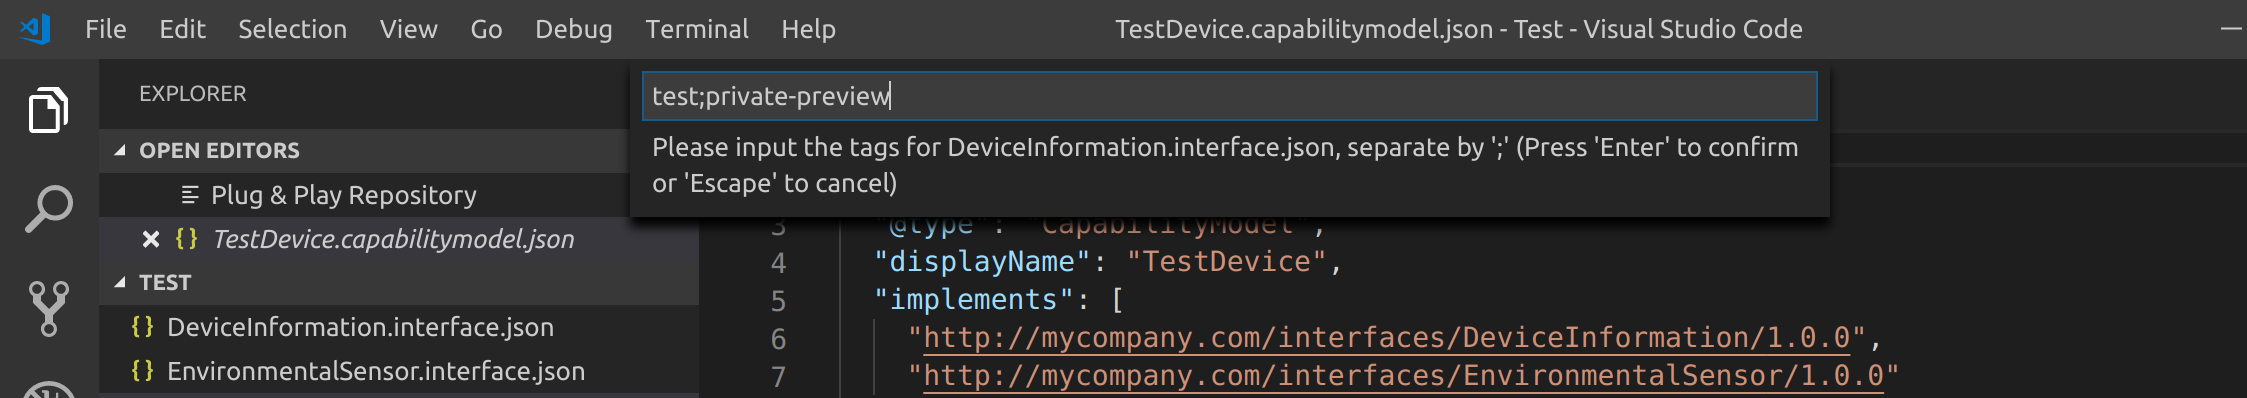 File Edit Selection View Go Debug Terminal Help TestDevice.capabilitymodel.json - Test - Visual Studio Code
EXPLORER
OPEN EDITORS
Plug & Play Repository
TestDevice.capabilitymodel.json
TEST
{} DeviceInformation.interface.json
{} EnvironmentalSensor.interface.json
test;private-preview
Please input the tags for DeviceInformation.interface.json, separate by ';' (Press 'Enter' to confirm
or 'Escape' to cancel)
3 "@type": "CapabilityModel",
4 "displayName": "TestDevice",
5 "implements": [
6 "http://mycompany.com/interfaces/DeviceInformation/1.0.0",
7 "http://mycompany.com/interfaces/EnvironmentalSensor/1.0.0"